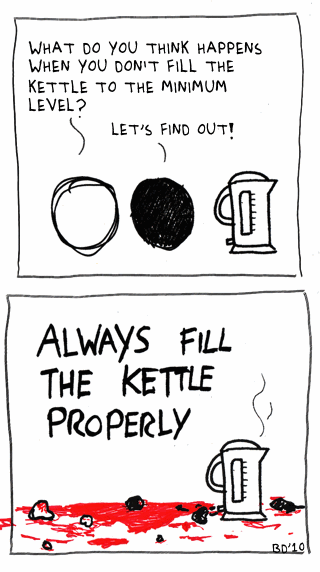 WHAT DO YOU THINK HAPPENS
WHEN YOU DON'T FILL THE
KETTLE TO THE MINIMUM
LEVEL?
LET'S FIND OUT!
ALWAYS FILL
THE KETTLE
PROPERLY
BD'10